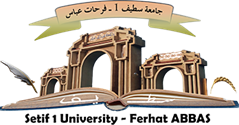 جامعة سطيف 1 - فرحات عباس
Setif 1 University - Ferhat ABBAS